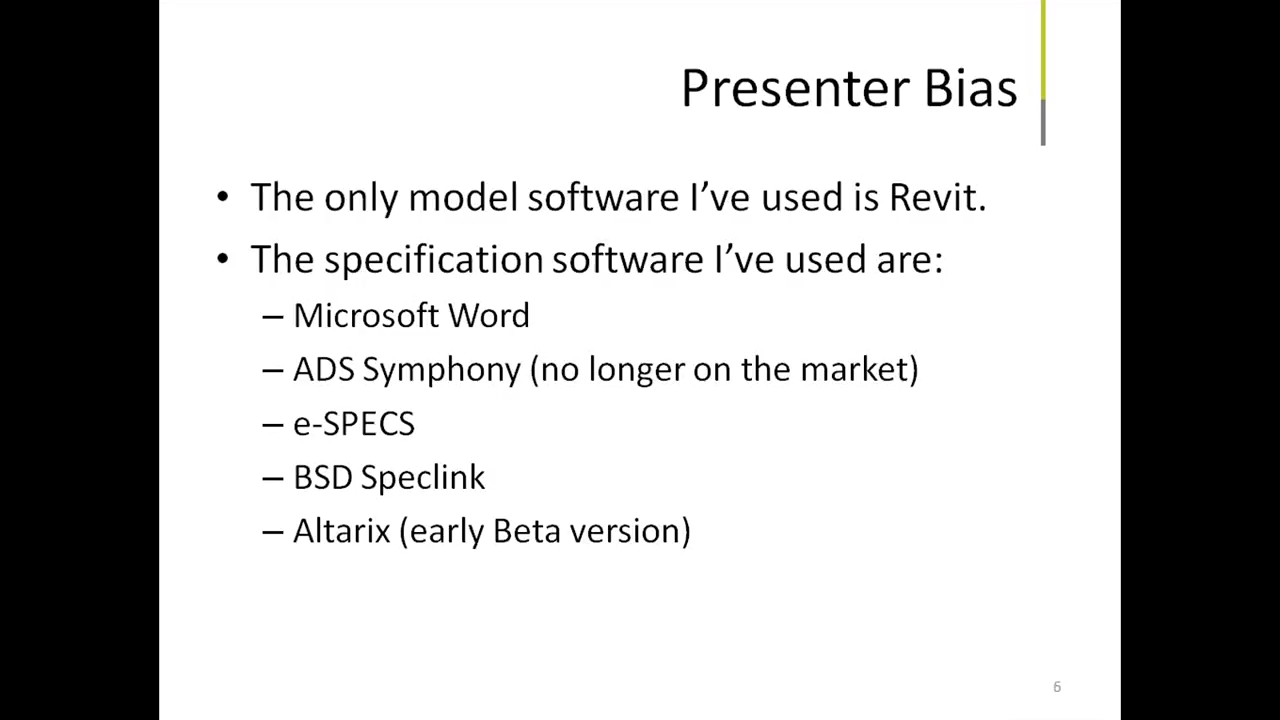 Presenter Bias
• The only model software I've used is Revit.
• The specification software I've used are:
– Microsoft Word
– ADS Symphony (no longer on the market)
– e-SPECS
– BSD Speclink
– Altarix (early Beta version)
6